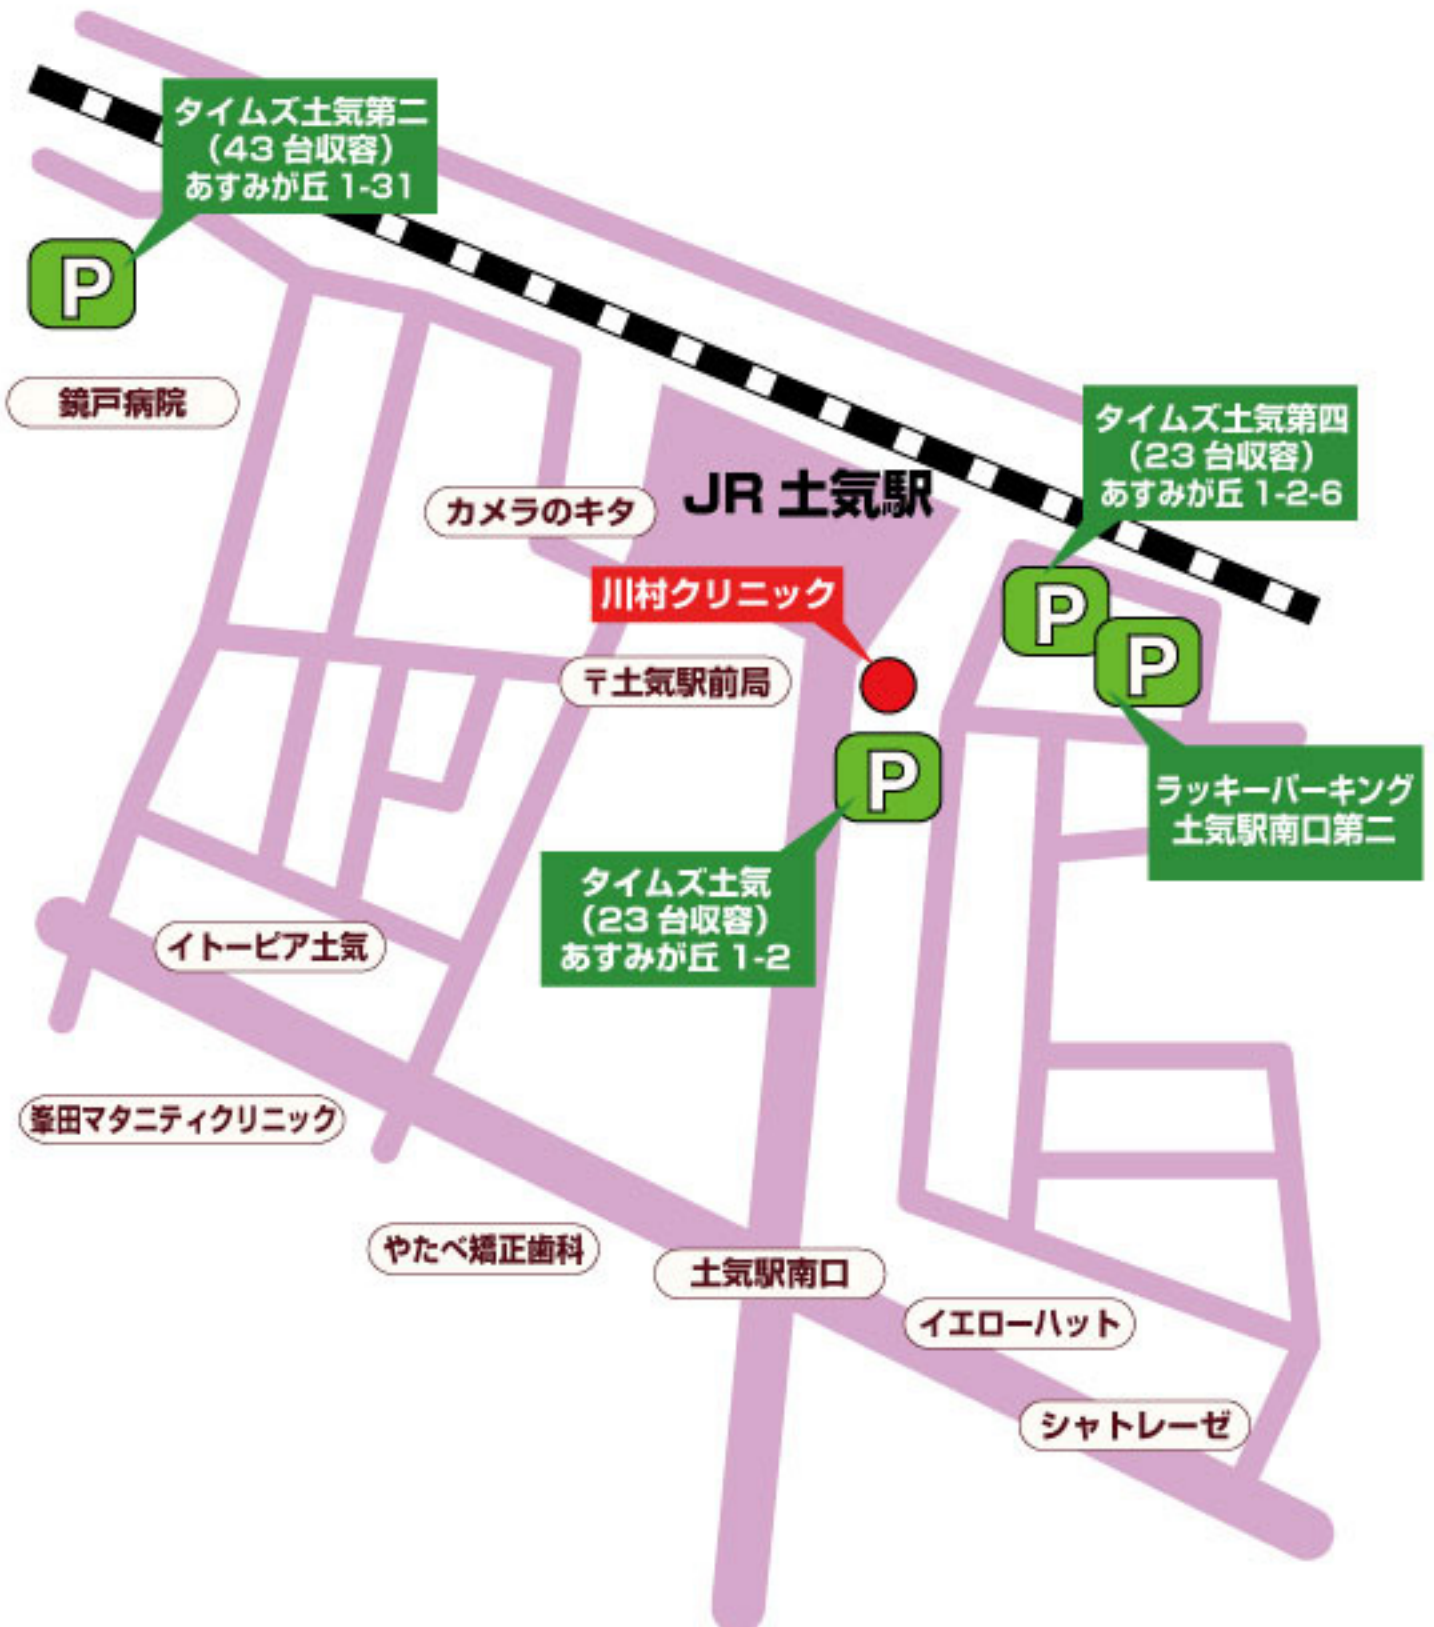 タイムズ土気第二
（43 台収容）
あすみが丘 1-31
P
鏡戸病院
タイムズ土気第四
（23 台収容）
あすみが丘 1-2-6
JR 土気駅
カメラのキタ
川村クリニック
P
P
〒土気駅前局
P
ラッキーパーキング
土気駅南口第二
タイムズ土気
（23 台収容）
あすみが丘 1-2
イトーピア土気
峯田マタニティクリニック
やたべ矯正歯科
土気駅南口
イエローハット
シャトレーゼ